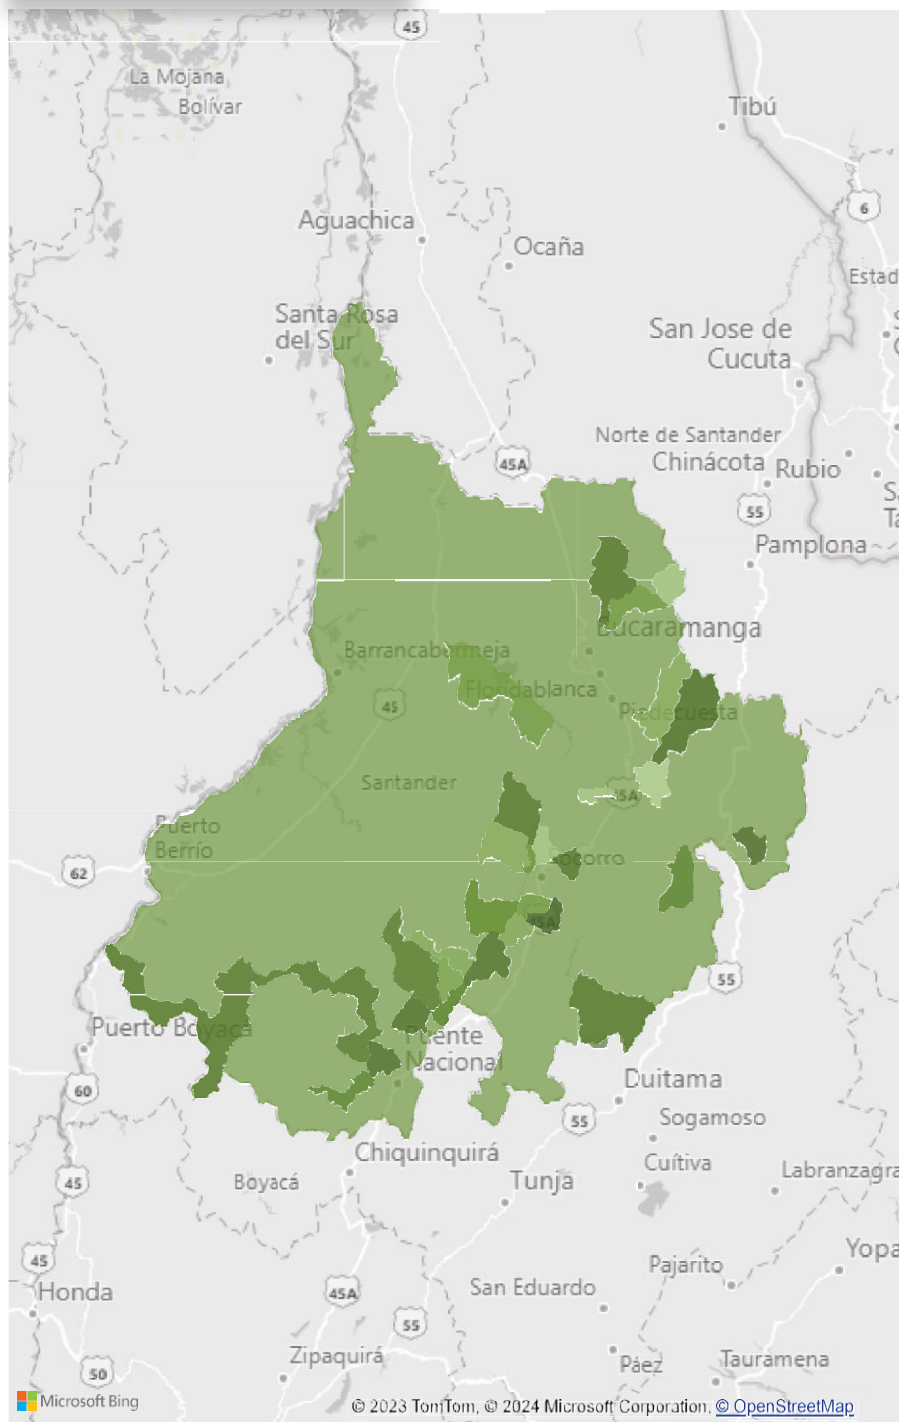 45
La Mojana
Bolívar
Tibú
6
Aguachica
Ocaña
Estad
Santa Rosa
del Sur
San Jose de
Cucuta
Norte de Santander
45A
Chinácota
Rubio
55
Pamplona
Bucaramanga
Barrancabermeja
Floridablanca
45
Piedecuesta
Santander
45A
Puerto
Berrío
62
Socorro
45A
55
Puerto Boyacá
Puente
Nacional
60
Duitama
55
Sogamoso
Chiquinquirá
Cuítiva
Boyacá
Tunja
Labranzagra
45
45
Pajarito
Yopa
Honda
45A
San Eduardo
55
Zipaquirá
50
Páez
Tauramena
Microsoft Bing
© 2023 TomTom, © 2024 Microsoft Corporation, © OpenStreetMap